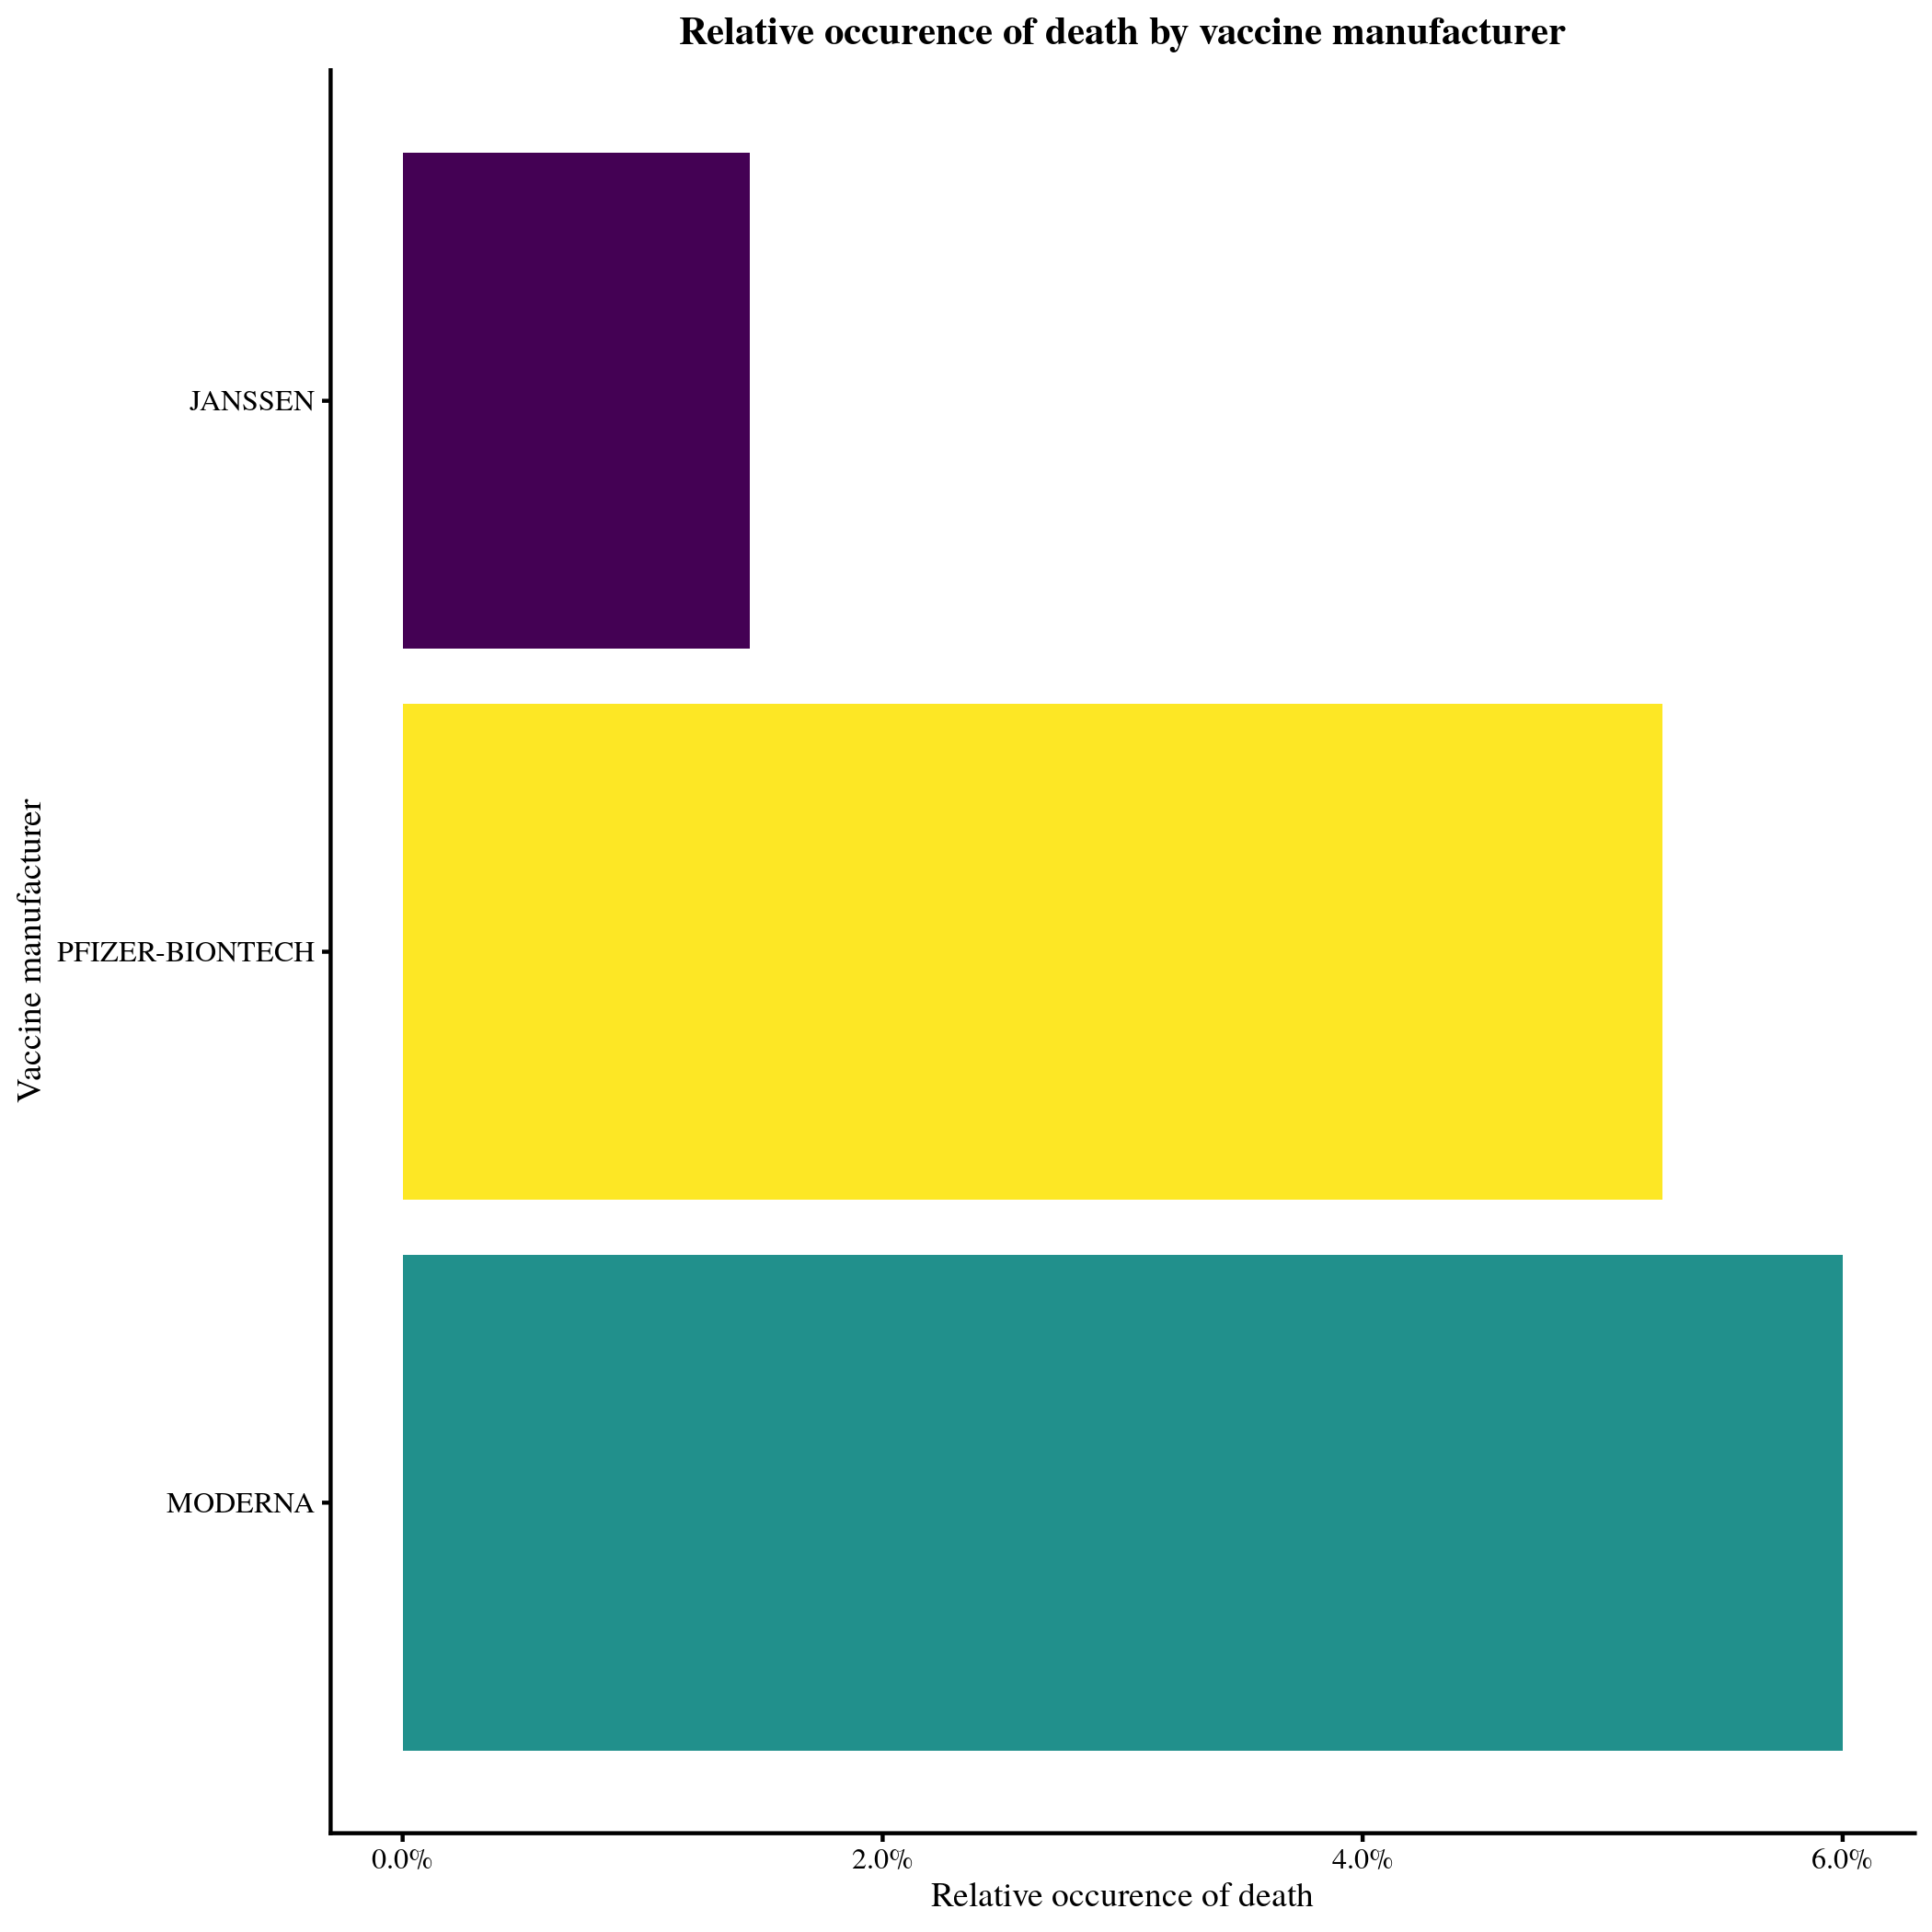 Relative occurence of death by vaccine manufacturer
Vaccine manufacturer
JANSSEN
PFIZER-BIONTECH
MODERNA
0.0% 2.0% 4.0% 6.0%
Relative occurence of death